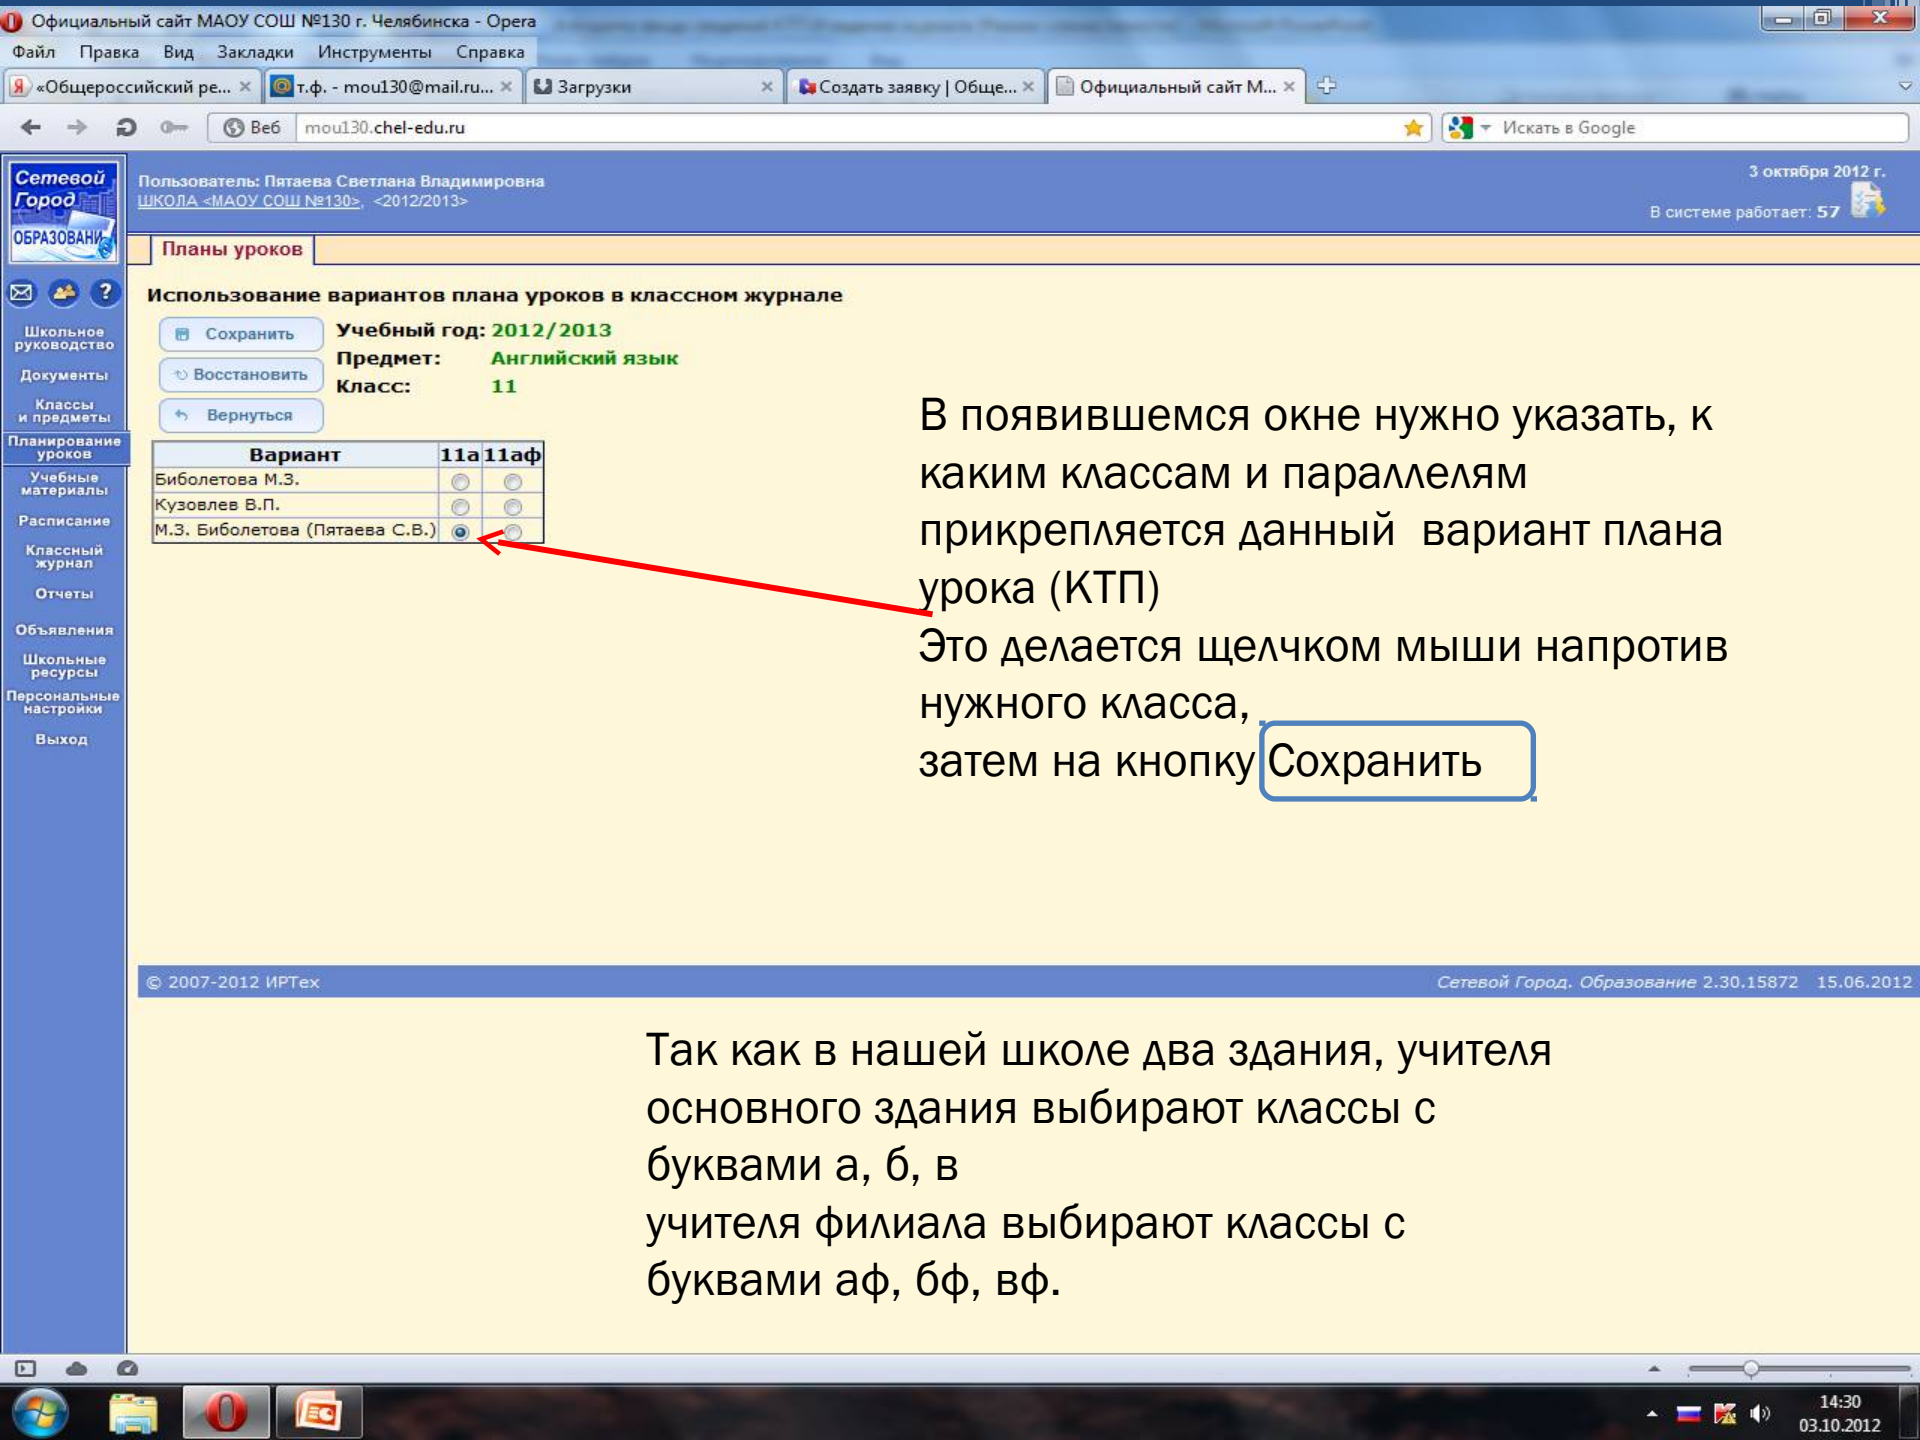 Официальный сайт МАОУ СОШ №130 г. Челябинска - Opera
Файл Правка Вид Закладки Инструменты Справка
«Общероссийский ре... т.ф. - mou130@mail.ru... Загрузки Создать заявку | Обще... Официальный сайт М...
Веб mou130.chel-edu.ru Искать в Google
Сетевой
Город
ОБРАЗОВАНИ
Пользователь: Пятаева Светлана Владимировна
ШКОЛА <МАОУ СОШ №130>, <2012/2013>
3 октября 2012 г.
В системе работает: 57
Планы уроков
Школьное
руководство
Документы
Классы
и предметы
Планирование
уроков
Учебные
материалы
Расписание
Классный
журнал
Отчеты
Объявления
Школьные
ресурсы
Персональные
настройки
Выход
Использование вариантов плана уроков в классном журнале
Сохранить
Восстановить
Вернуться
Учебный год: 2012/2013
Предмет: Английский язык
Класс: 11
Вариант 11а 11аф
Биболетова М.З.
Кузовлев В.П.
М.З. Биболетова (Пятаева С.В.)
В появившемся окне нужно указать, к
каким классам и параллелям
прикрепляется данный вариант плана
урока (КТП)
Это делается щелчком мыши напротив
нужного класса,
затем на кнопку Сохранить
© 2007-2012 ИРТех
Сетевой Город. Образование 2.30.15872 15.06.2012
Так как в нашей школе два здания, учителя
основного здания выбирают классы с
буквами а, б, в
учителя филиала выбирают классы с
буквами аф, бф, вф.
14:30
03.10.2012